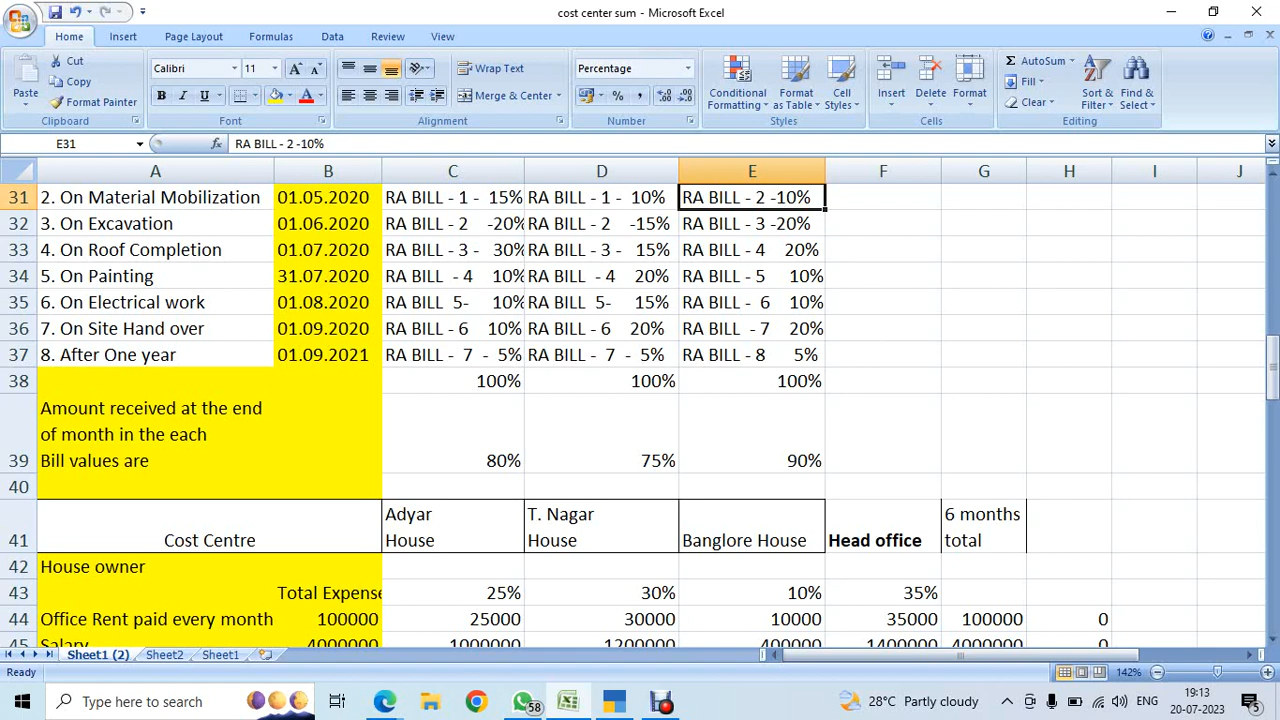 cost center sum - Microsoft Excel
Home Insert Page Layout Formulas Data Review View
Cut
Copy
Format Painter
Paste
Clipboard
Calibri 11
B I U
Font
Wrap Text
Merge & Center
Alignment
Percentage
%
Number
Conditional Formatting
Format as Table
Cell Styles
Styles
Insert Delete Format
Cells
AutoSum
Fill
Clear
Sort & Filter
Find & Select
Editing
E31 fx RA BILL - 2 -10%
A B C D E F G H I J
31 2. On Material Mobilization 01.05.2020 RA BILL - 1 - 15% RA BILL - 1 - 10% RA BILL - 2 -10%
32 3. On Excavation 01.06.2020 RA BILL - 2 -20% RA BILL - 2 -15% RA BILL - 3 -20%
33 4. On Roof Completion 01.07.2020 RA BILL - 3 - 30% RA BILL - 3 - 15% RA BILL - 4 20%
34 5. On Painting 31.07.2020 RA BILL - 4 10% RA BILL - 4 20% RA BILL - 5 10%
35 6. On Electrical work 01.08.2020 RA BILL 5- 10% RA BILL 5- 15% RA BILL - 6 10%
36 7. On Site Hand over 01.09.2020 RA BILL - 6 10% RA BILL - 6 20% RA BILL - 7 20%
37 8. After One year 01.09.2021 RA BILL - 7 - 5% RA BILL - 7 - 5% RA BILL - 8 5%
38 100% 100% 100%
Amount received at the end
of month in the each
39 Bill values are 80% 75% 90%
40
Adyar T. Nagar 6 months
41 Cost Centre House House Banglore House Head office total
42 House owner
43 Total Expense 25% 30% 10% 35%
44 Office Rent paid every month 100000 25000 30000 10000 35000 100000 0
45 Salary 4000000 1000000 1200000 400000 1400000 4000000 0
Sheet1 (2) Sheet2 Sheet1
Ready 142%
Type here to search
58
28°C Partly cloudy
ENG
19:13
20-07-2023
5